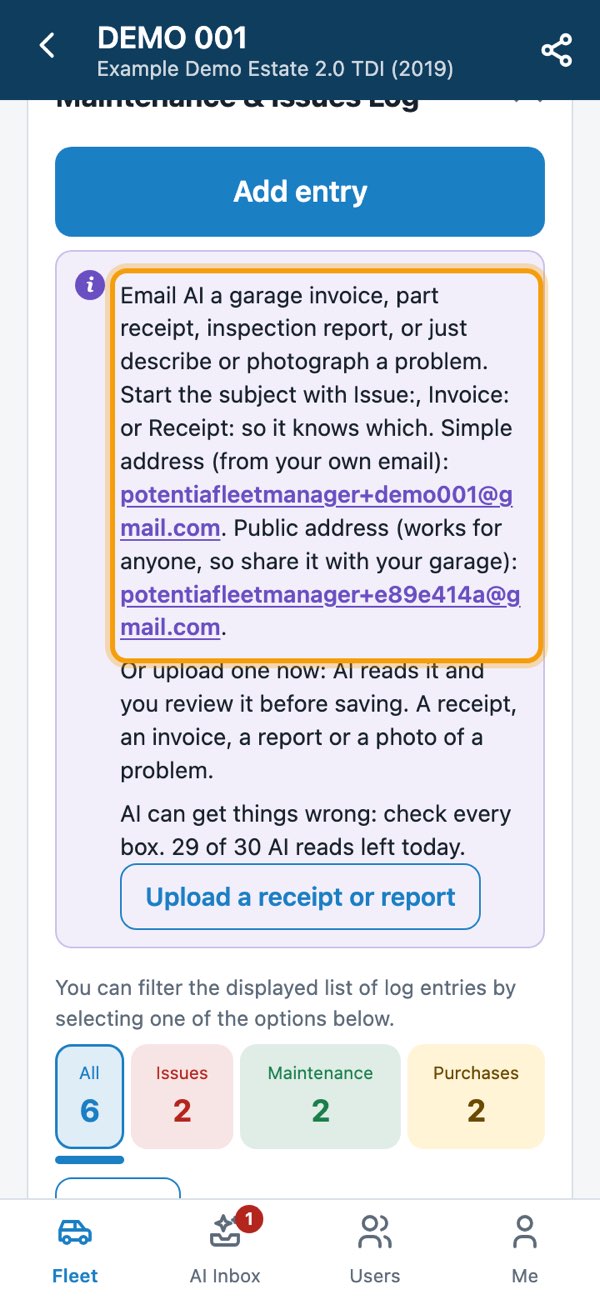 DEMO 001
Example Demo Estate 2.0 TDI (2019)
Maintenance & Issues Log
Add entry
Email AI a garage invoice, part
receipt, inspection report, or just
describe or photograph a problem.
Start the subject with Issue:, Invoice:
or Receipt: so it knows which. Simple
address (from your own email):
potentiafleetmanager+demo001@g
mail.com. Public address (works for
anyone, so share it with your garage):
potentiafleetmanager+e89e414a@g
mail.com.
Or upload one now: AI reads it and
you review it before saving. A receipt,
an invoice, a report or a photo of a
problem.
AI can get things wrong: check every
box. 29 of 30 AI reads left today.
Upload a receipt or report
You can filter the displayed list of log entries by
selecting one of the options below.
All Issues Maintenance Purchases
6 2 2 2
1
Fleet AI Inbox Users Me